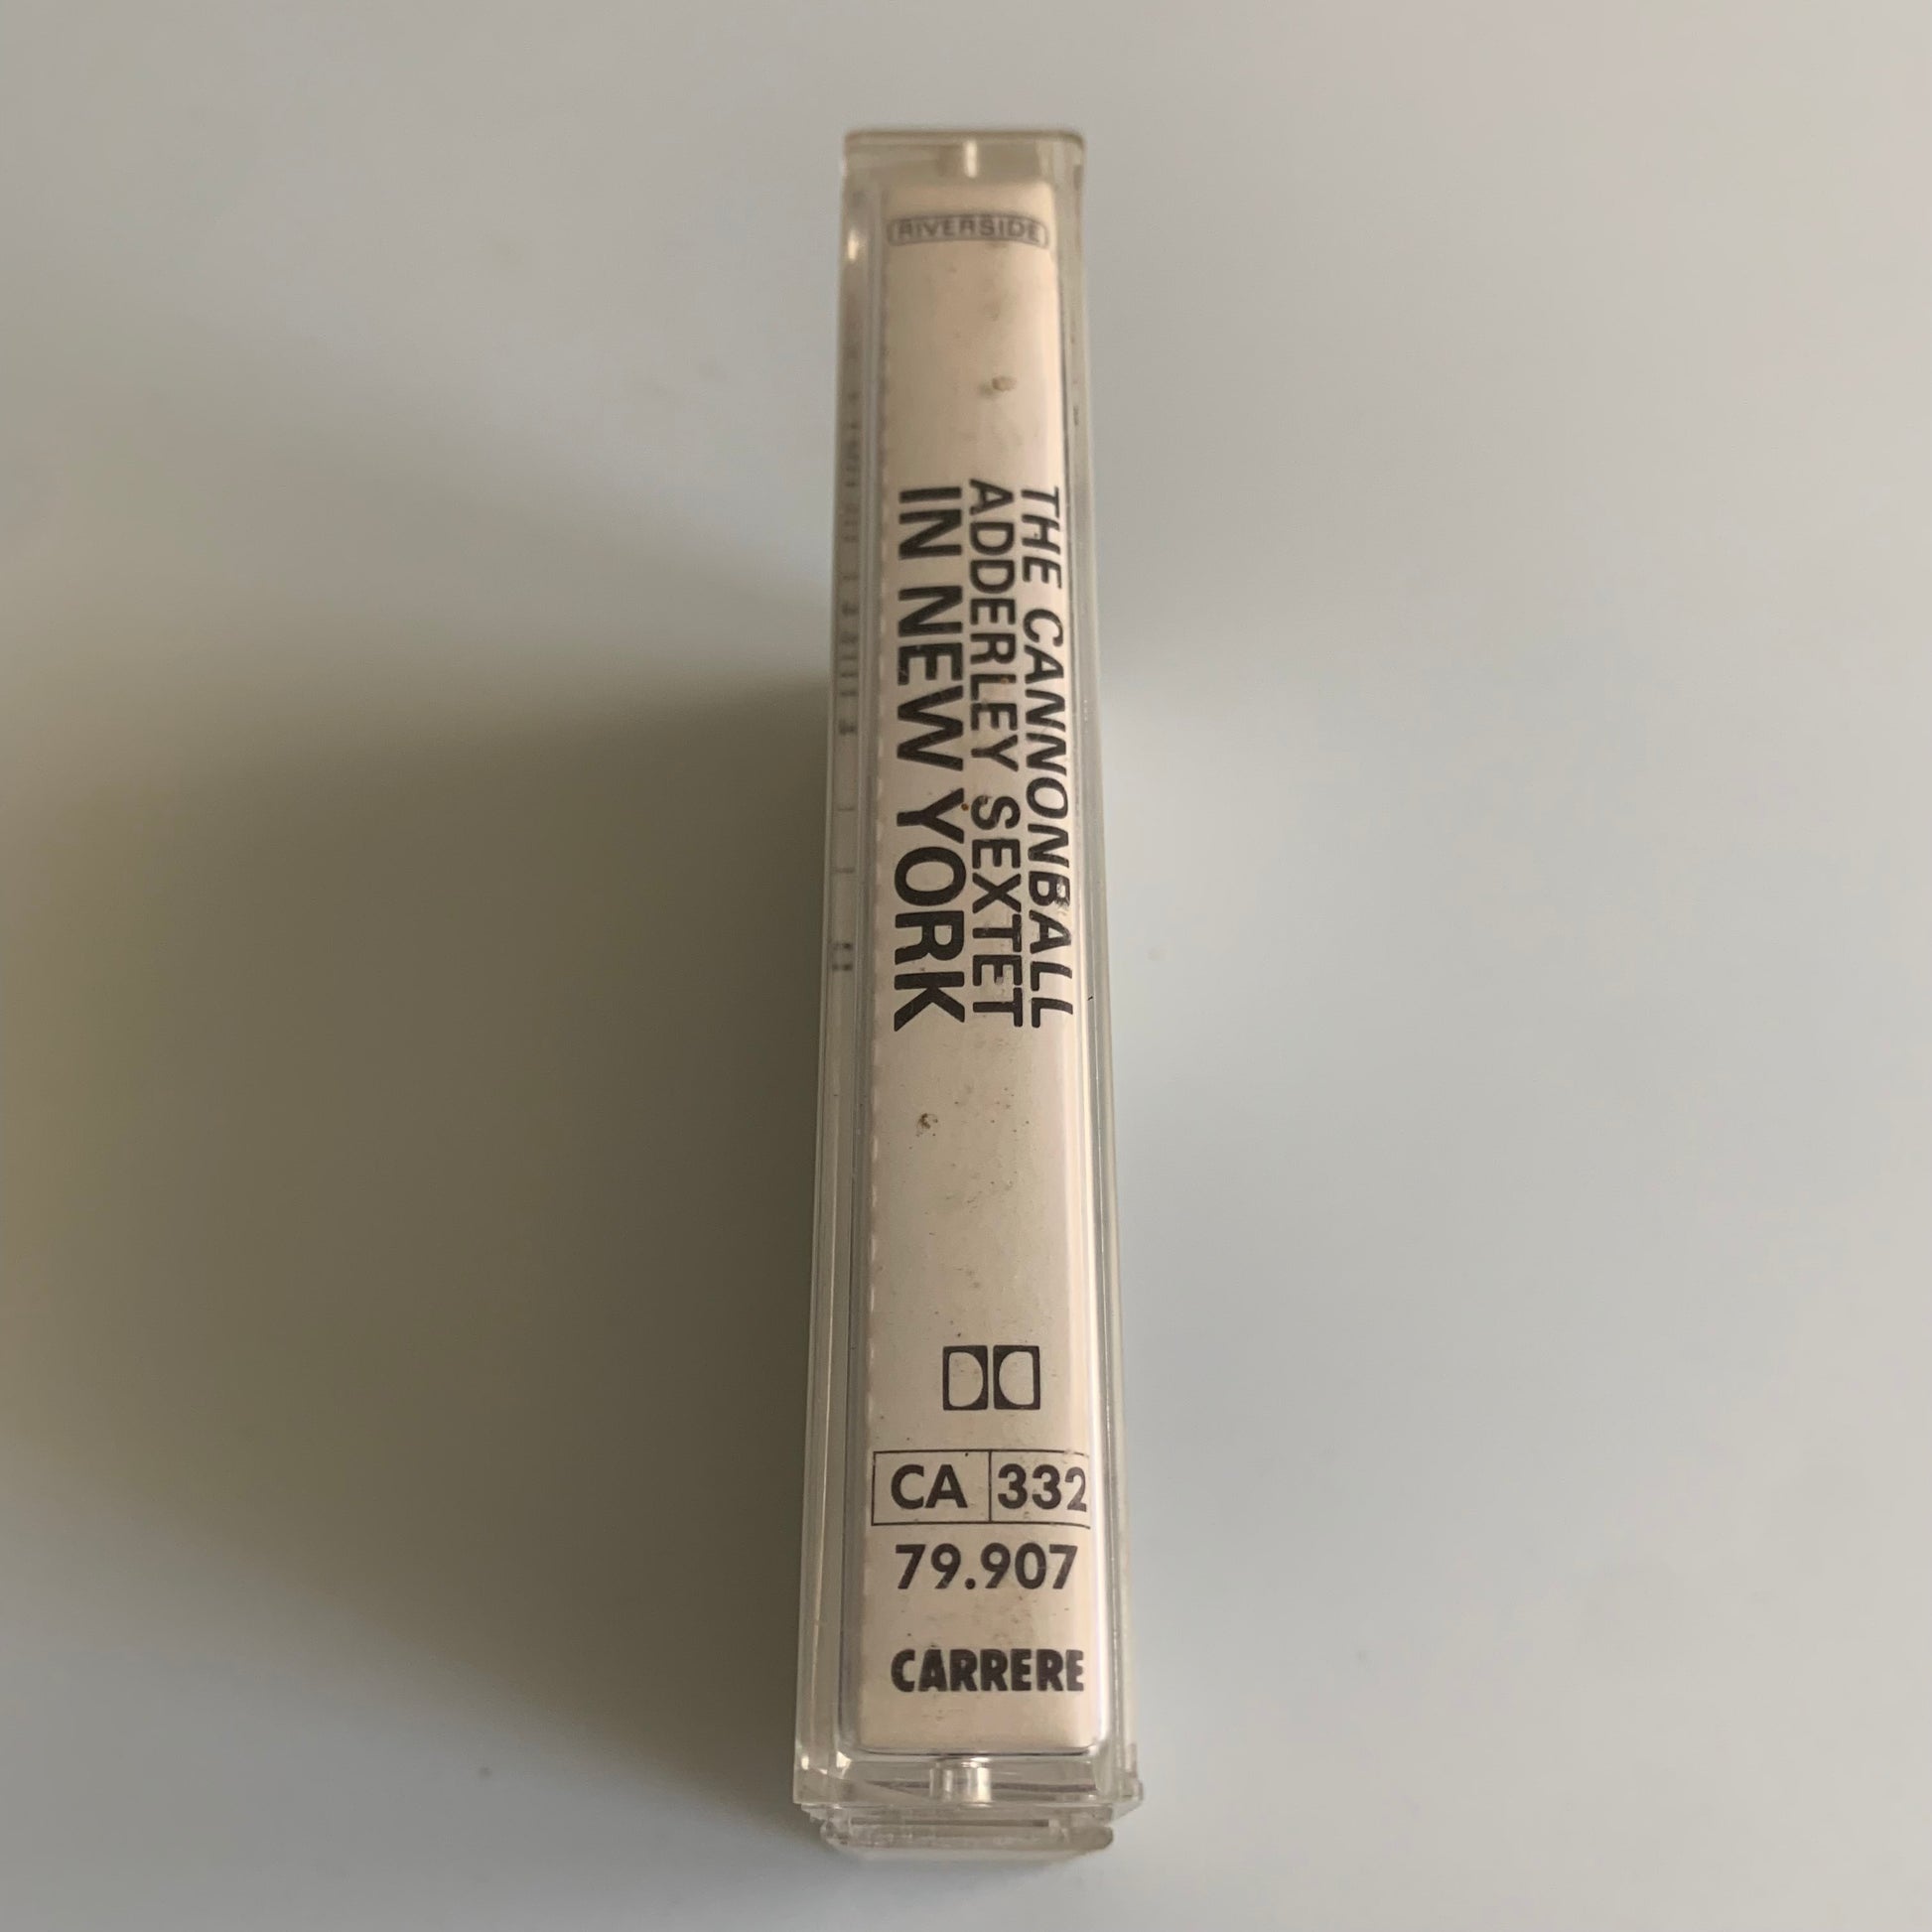 RIVERSIDE
THE CANNONBALL
ADDERLEY SEXTET
IN NEW YORK
CA 332
79.907
CARRERE